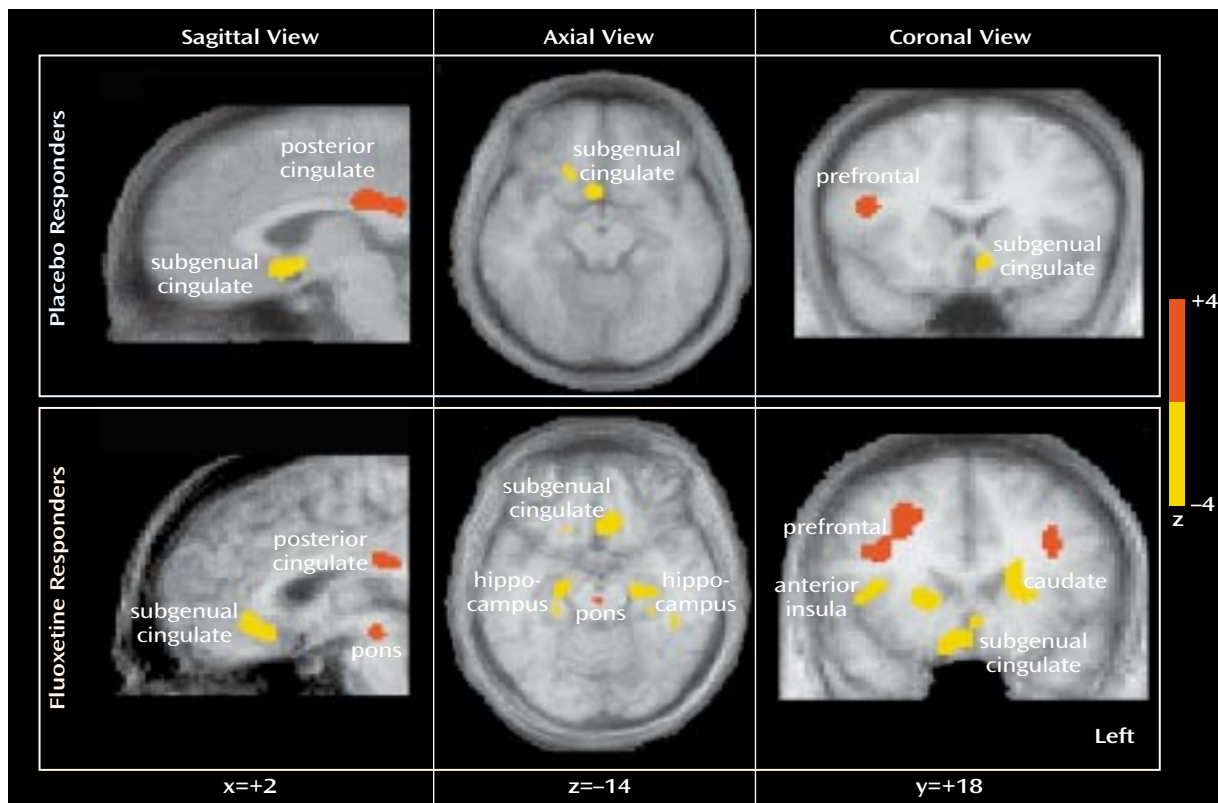 Sagittal View
Axial View
Coronal View
Placebo Responders
posterior
cingulate
subgenual
cingulate
subgenual
cingulate
prefrontal
subgenual
cingulate
+4
–4
z
Fluoxetine Responders
posterior
cingulate
subgenual
cingulate
pons
subgenual
cingulate
hippo-
campus
pons
hippo-
campus
prefrontal
anterior
insula
caudate
subgenual
cingulate
Left
x=+2
z=–14
y=+18